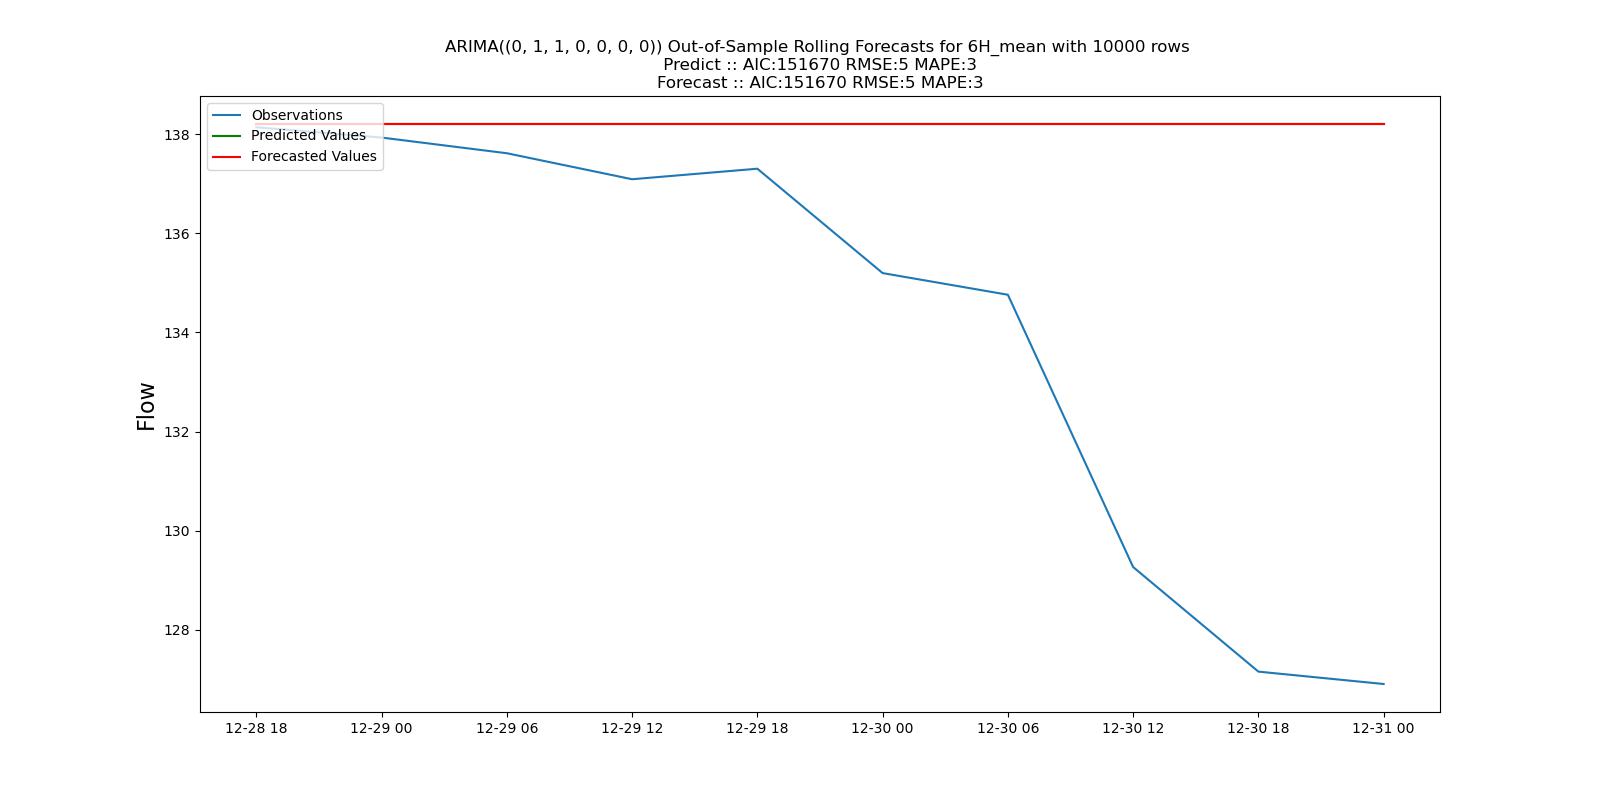 ARIMA((0, 1, 1, 0, 0, 0, 0)) Out-of-Sample Rolling Forecasts for 6H_mean with 10000 rows
Predict :: AIC:151670 RMSE:5 MAPE:3
Forecast :: AIC:151670 RMSE:5 MAPE:3
Observations
Predicted Values
Forecasted Values
138
136
134
132
130
128
Flow
12-28 18
12-29 00
12-29 06
12-29 12
12-29 18
12-30 00
12-30 06
12-30 12
12-30 18
12-31 00